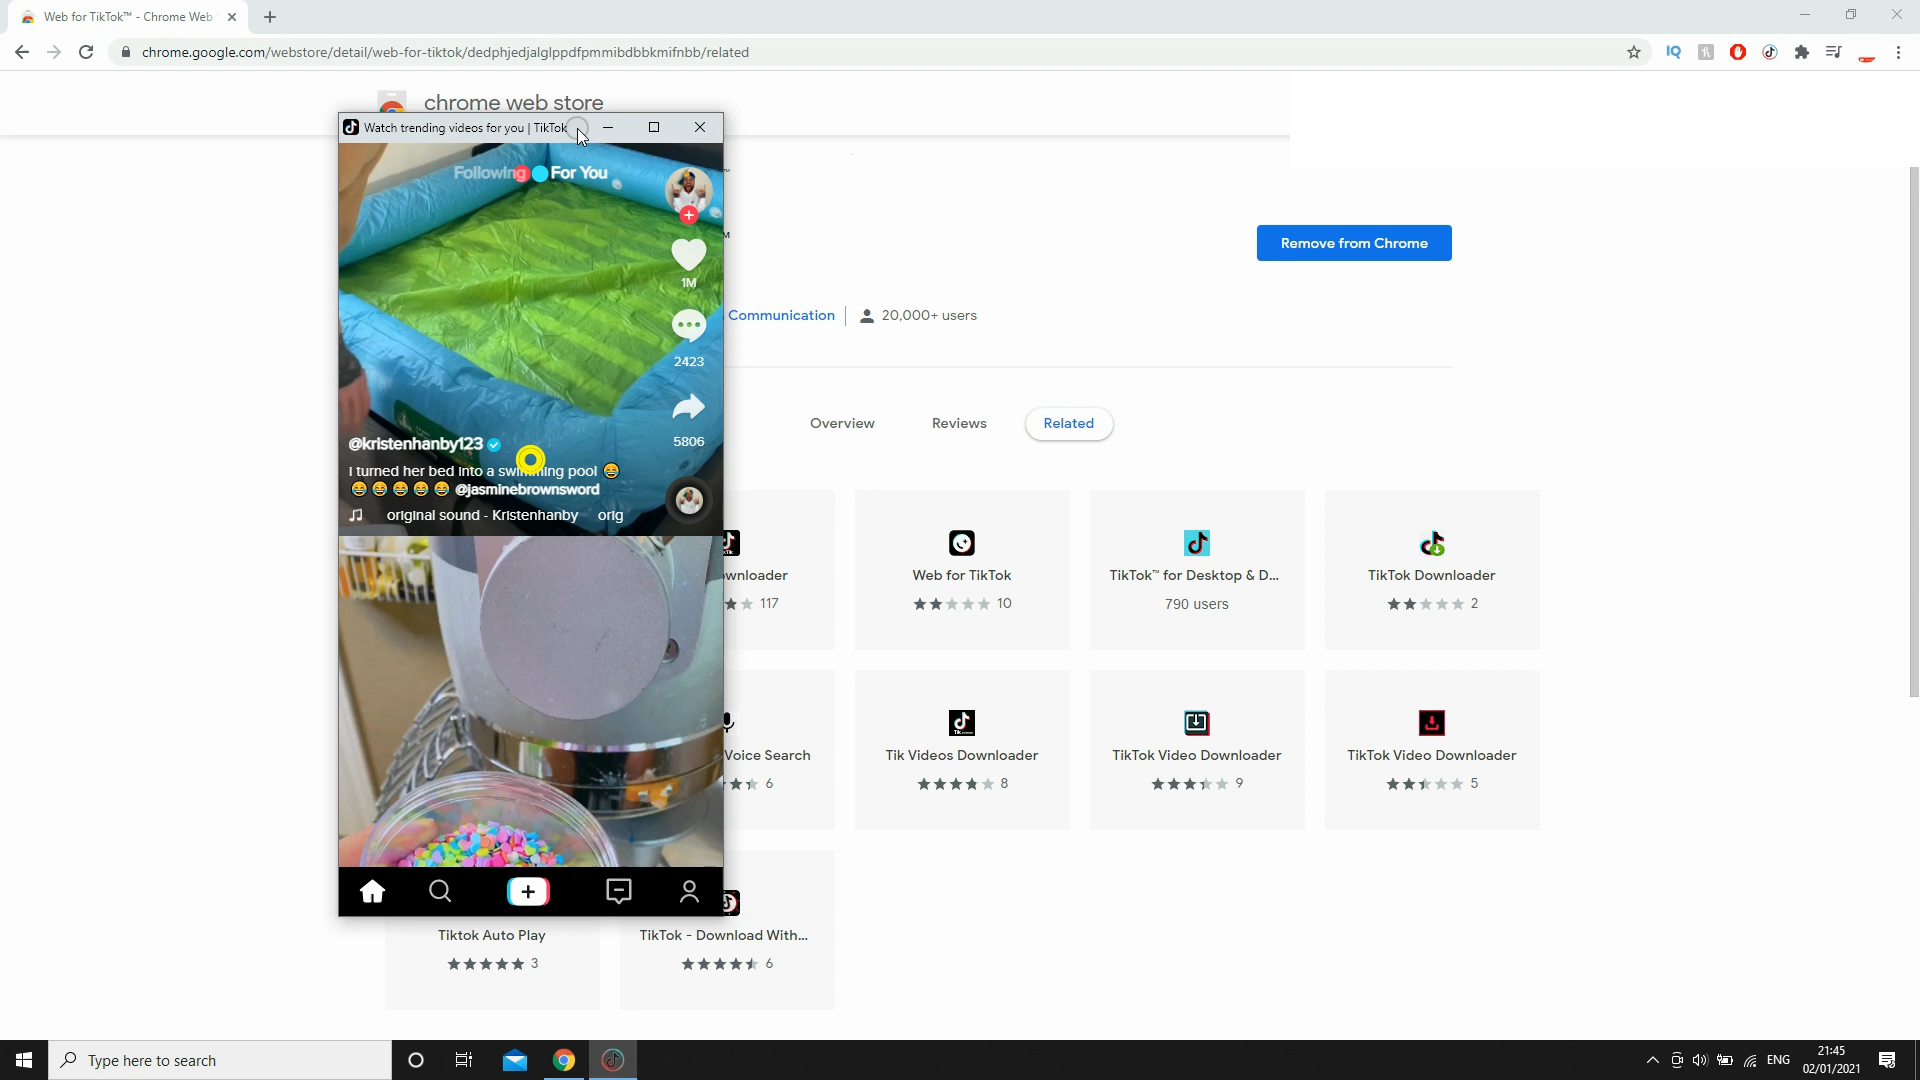 Web for TikTok™ - Chrome Web
chrome.google.com/webstore/detail/web-for-tiktok/dedphjedjalglppdfpmmibdbbkmifnbb/related
IQ
chrome web store
Watch trending videos for you | TikTok
Following For You
Remove from Chrome
1M
Communication
20,000+ users
2423
5806
Overview
Reviews
Related
@kristenhanby123
I turned her bed into a swimming pool 😂
😂😂😂😂😂 @jasminebrownsword
original sound - Kristenhanby orig
117
Web for TikTok
10
TikTok™ for Desktop & D...
790 users
TikTok Downloader
2
Voice Search
6
Tik Videos Downloader
8
TikTok Video Downloader
9
TikTok Video Downloader
5
Tiktok Auto Play
3
TikTok - Download With...
6
Type here to search
ENG
21:45
02/01/2021